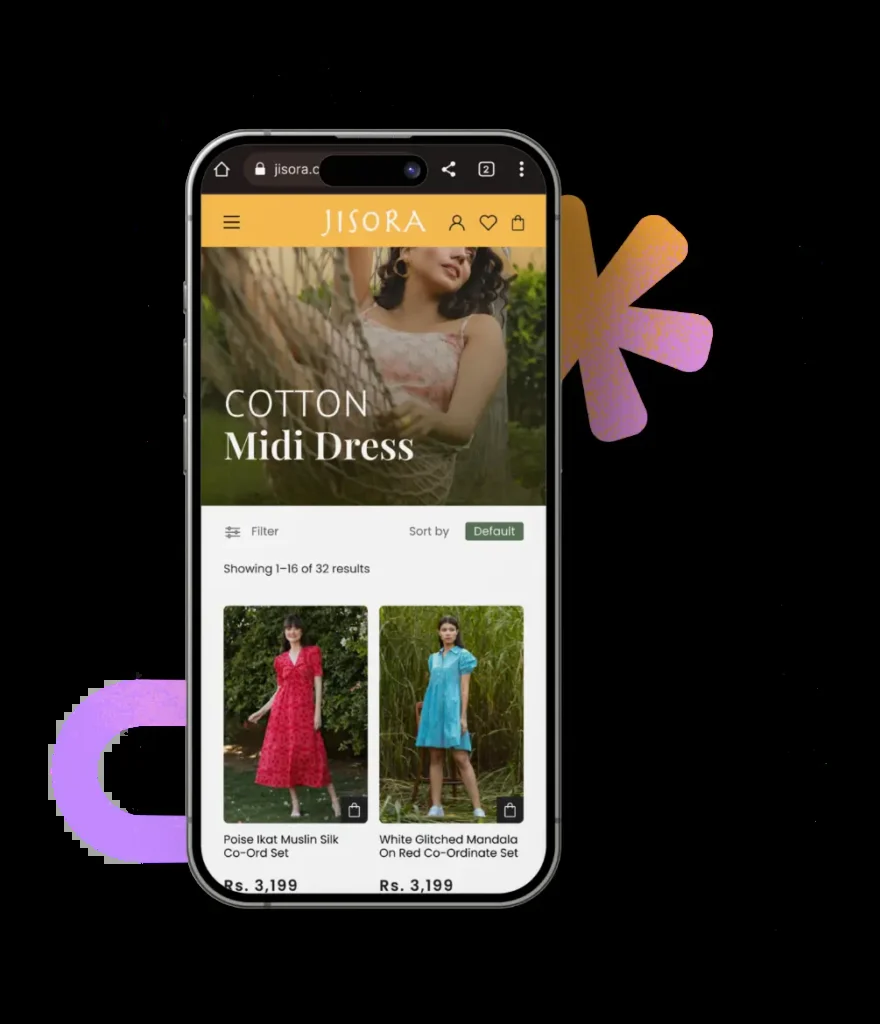 jisora.c
2
JISORA
COTTON
Midi Dress
Filter
Sort by
Default
Showing 1–16 of 32 results
Poise Ikat Muslin Silk
Co-Ord Set
White Glitched Mandala
On Red Co-Ordinate Set
Rs. 3,199
Rs. 3,199